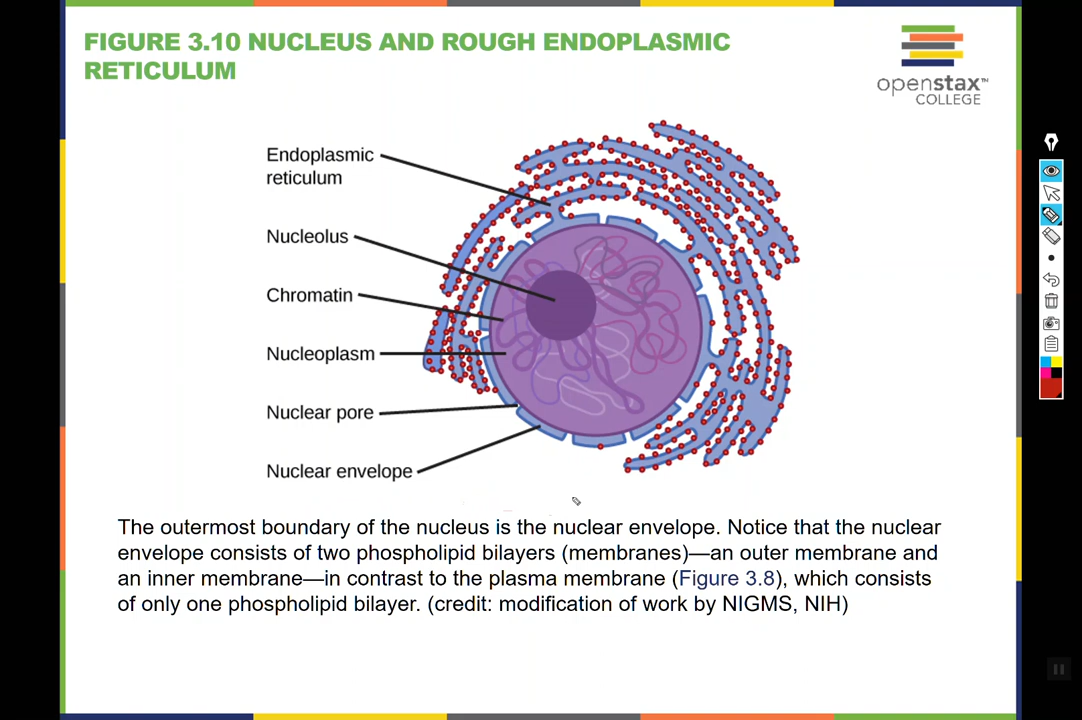 FIGURE 3.10 NUCLEUS AND ROUGH ENDOPLASMIC
RETICULUM
openstax™
COLLEGE
Endoplasmic
reticulum
Nucleolus
Chromatin
Nucleoplasm
Nuclear pore
Nuclear envelope
The outermost boundary of the nucleus is the nuclear envelope. Notice that the nuclear
envelope consists of two phospholipid bilayers (membranes)—an outer membrane and
an inner membrane—in contrast to the plasma membrane (Figure 3.8), which consists
of only one phospholipid bilayer. (credit: modification of work by NIGMS, NIH)